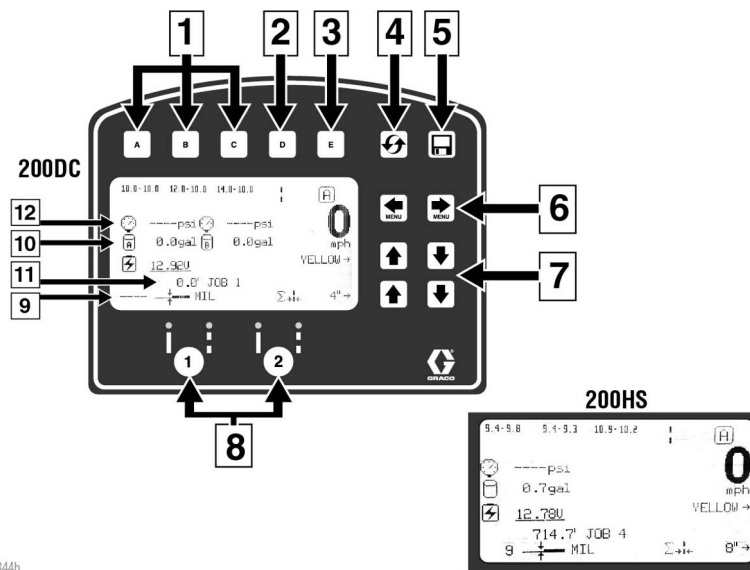 1 2 3 4 5
A B C D E
200DC
10.0-10.0 12.0-10.0 14.0-10.0 A
0
mph
12 ----psi ----psi
10 A 0.0gal B 0.0gal
YELLOW→
12.92V
11 0.0' JOB 1
9 ---- MIL Σ 4"→
MENU MENU
6
7
1 2
8
GRACO
200HS
9.4-9.8 9.4-9.3 10.9-10.2 A
0
mph
----psi
0.7gal
YELLOW→
12.78V
714.7' JOB 4
9 MIL Σ 8"→